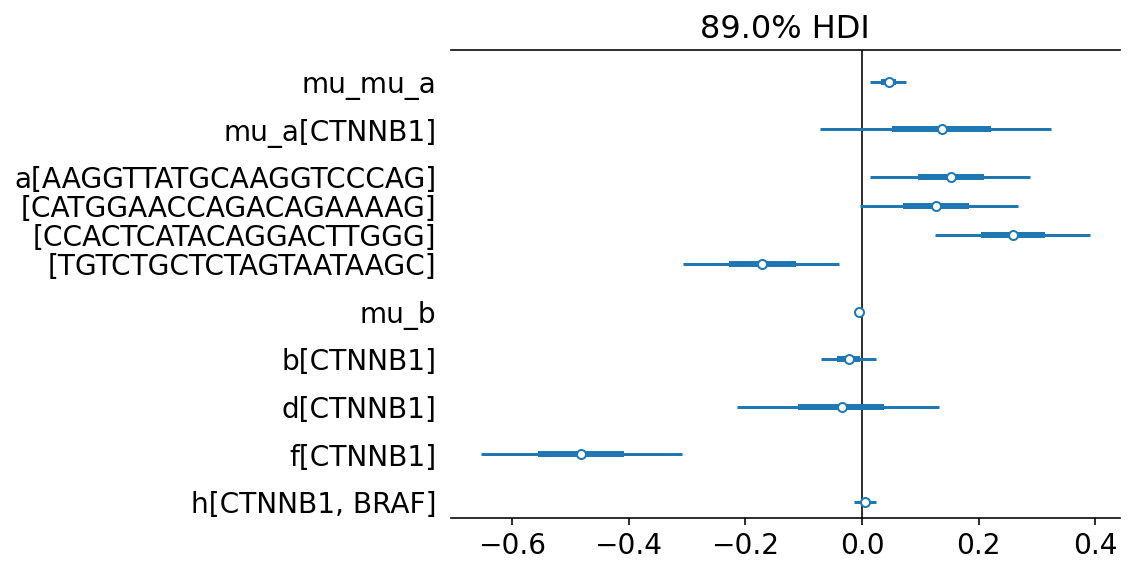 89.0% HDI
mu_mu_a
mu_a[CTNNB1]
a[AAGGTTATGCAAGGTCCCAG]
[CATGGAACCAGACAGAAAAG]
[CCACTCATACAGGACTTGGG]
[TGTCTGCTCTAGTAATAAGC]
mu_b
b[CTNNB1]
d[CTNNB1]
f[CTNNB1]
h[CTNNB1, BRAF]
−0.6 −0.4 −0.2 0.0 0.2 0.4